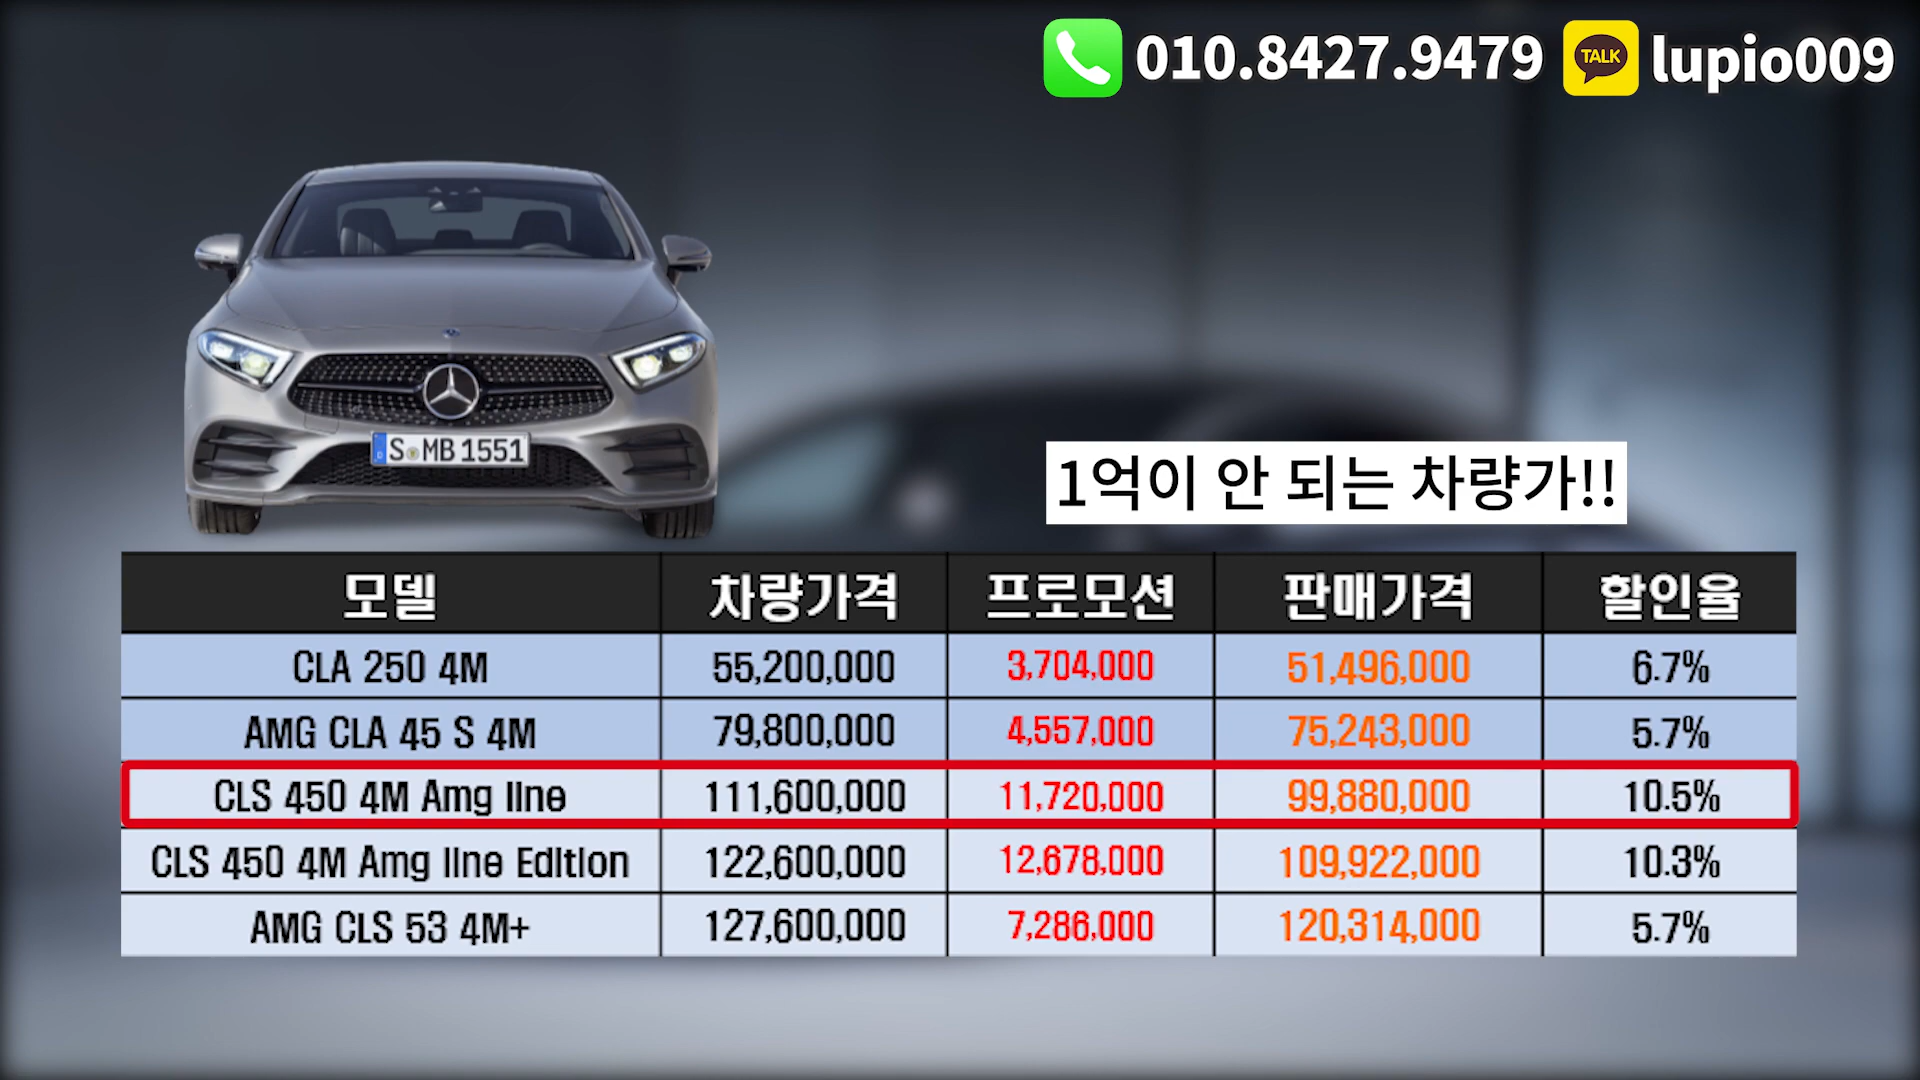 010.8427.9479 TALK lupio009
S MB 1551
1억이 안 되는 차량가!!
모델 차량가격 프로모션 판매가격 할인율
CLA 250 4M 55,200,000 3,704,000 51,496,000 6.7%
AMG CLA 45 S 4M 79,800,000 4,557,000 75,243,000 5.7%
CLS 450 4M Amg line 111,600,000 11,720,000 99,880,000 10.5%
CLS 450 4M Amg line Edition 122,600,000 12,678,000 109,922,000 10.3%
AMG CLS 53 4M+ 127,600,000 7,286,000 120,314,000 5.7%